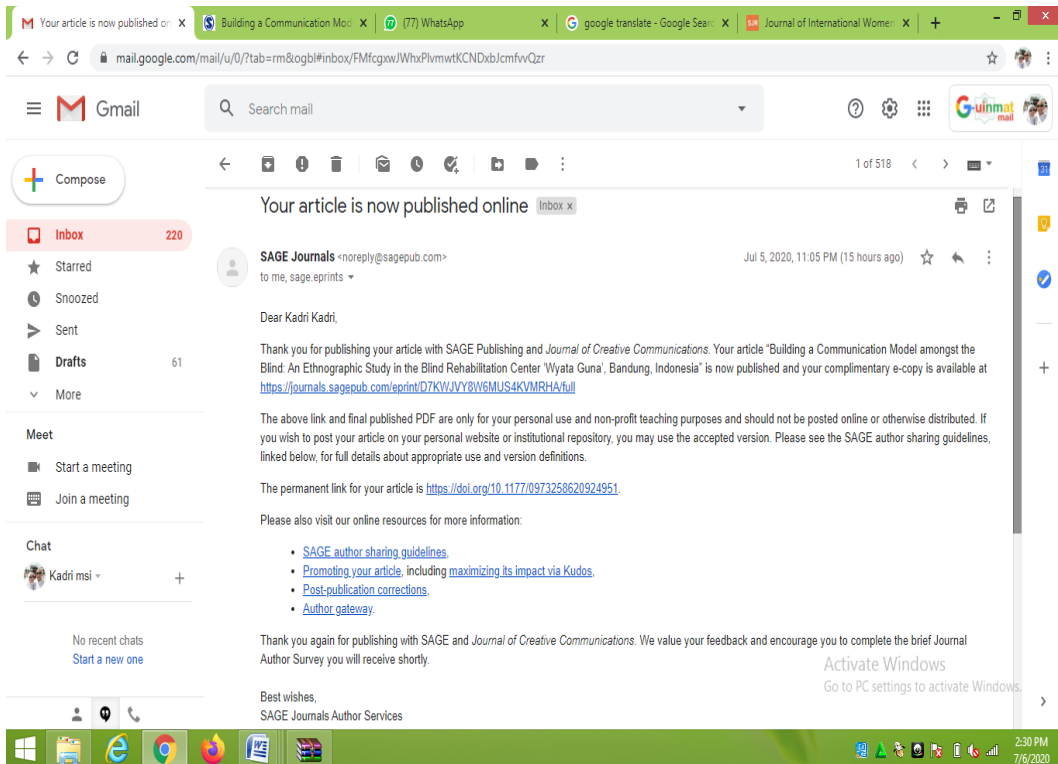 Your article is now published on
Building a Communication Mod
(77) WhatsApp
google translate - Google Searc
Journal of International Women
mail.google.com/mail/u/0/?tab=rm&ogbl#inbox/FMfcgxwJWhxPlvmwtKCNDxbJcmfvvQzr
Gmail
Search mail
G-uinmat
mail
Compose
1 of 518
31
Your article is now published online
Inbox x
Inbox 220
SAGE Journals <noreply@sagepub.com>
Jul 5, 2020, 11:05 PM (15 hours ago)
Starred
to me, sage.eprints
Snoozed
Dear Kadri Kadri,
Sent
Thank you for publishing your article with SAGE Publishing and Journal of Creative Communications. Your article “Building a Communication Model amongst the
Drafts 61
Blind: An Ethnographic Study in the Blind Rehabilitation Center ‘Wyata Guna’, Bandung, Indonesia” is now published and your complimentary e-copy is available at
https://journals.sagepub.com/eprint/D7KWJVY8W6MUS4KVMRHA/full
More
The above link and final published PDF are only for your personal use and non-profit teaching purposes and should not be posted online or otherwise distributed. If
Meet
you wish to post your article on your personal website or institutional repository, you may use the accepted version. Please see the SAGE author sharing guidelines,
linked below, for full details about appropriate use and version definitions.
Start a meeting
The permanent link for your article is https://doi.org/10.1177/0973258620924951.
Join a meeting
Please also visit our online resources for more information:
Chat
SAGE author sharing guidelines,
Kadri msi
Promoting your article, including maximizing its impact via Kudos,
Post-publication corrections,
Author gateway.
No recent chats
Thank you again for publishing with SAGE and Journal of Creative Communications. We value your feedback and encourage you to complete the brief Journal
Start a new one
Author Survey you will receive shortly.
Activate Windows
Go to PC settings to activate Windows.
Best wishes,
SAGE Journals Author Services
2:30 PM
7/6/2020